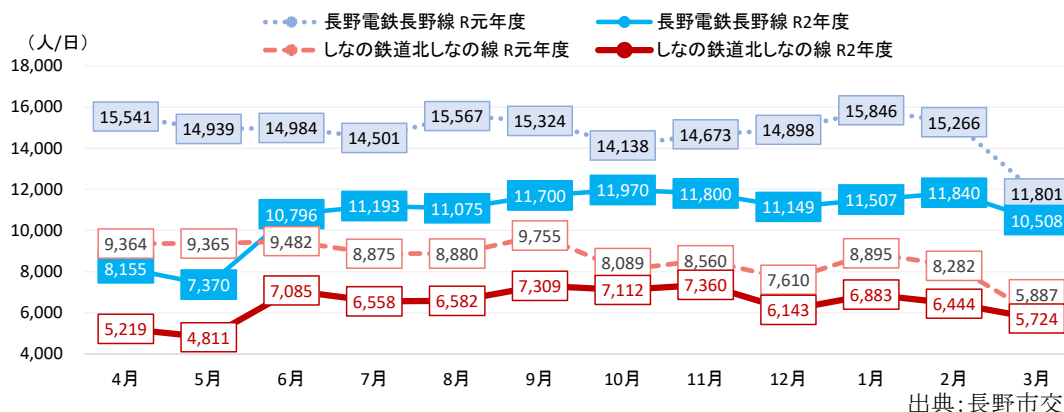 長野電鉄長野線 R元年度 長野電鉄長野線 R2年度
しなの鉄道北しなの線 R元年度 しなの鉄道北しなの線 R2年度
（人/日）
18,000
16,000
14,000
12,000
10,000
8,000
6,000
4,000
15,541 14,939 14,984 14,501 15,567 15,324 14,138 14,673 14,898 15,846 15,266 11,801
8,155 7,370 10,796 11,193 11,075 11,700 11,970 11,800 11,149 11,507 11,840 10,508
9,364 9,365 9,482 8,875 8,880 9,755 8,089 8,560 7,610 8,895 8,282 5,887
5,219 4,811 7,085 6,558 6,582 7,309 7,112 7,360 6,143 6,883 6,444 5,724
4月 5月 6月 7月 8月 9月 10月 11月 12月 1月 2月 3月
出典：長野市交